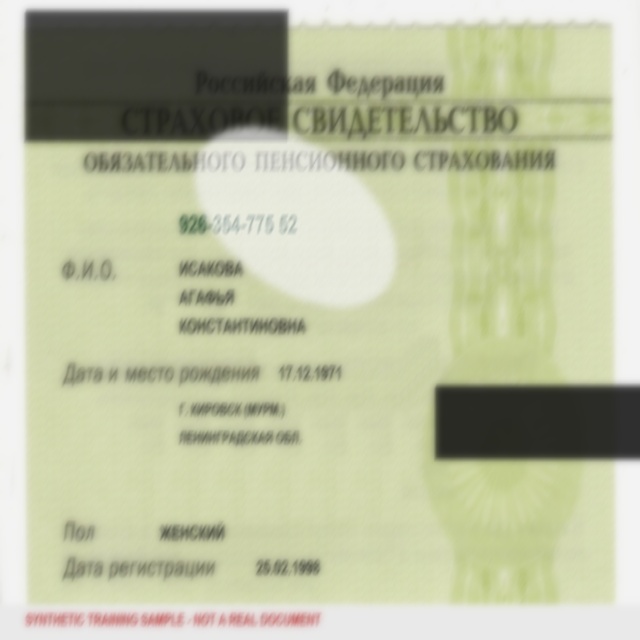 Российская Федерация
СТРАХОВОЕ СВИДЕТЕЛЬСТВО
ОБЯЗАТЕЛЬНОГО ПЕНСИОННОГО СТРАХОВАНИЯ
926-354-775 52
Ф.И.О. ИСАКОВА
АГАФЬЯ
КОНСТАНТИНОВНА
Дата и место рождения 17.12.1971
Г. КИРОВСК (МУРМ.)
ЛЕНИНГРАДСКАЯ ОБЛ.
Пол ЖЕНСКИЙ
Дата регистрации 25.02.1998
SYNTHETIC TRAINING SAMPLE - NOT A REAL DOCUMENT